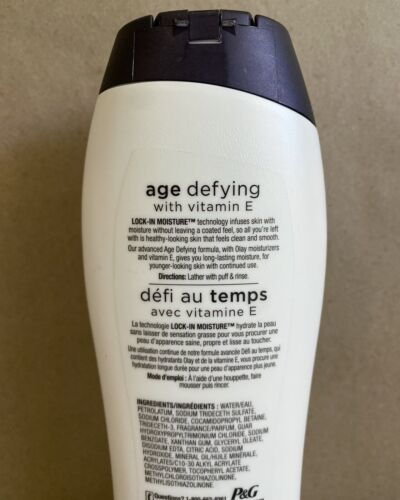 age defying
with vitamin E
LOCK-IN MOISTURE™ technology infuses skin with
moisture without leaving a coated feel, so all you're left
with is healthy-looking skin that feels clean and smooth.
Our advanced Age Defying formula, with Olay moisturizers
and vitamin E, gives you long-lasting moisture, for
younger-looking skin with continued use.
Directions: Lather with puff & rinse.
défi au temps
avec vitamine E
La technologie LOCK-IN MOISTURE™ hydrate la peau
sans laisser de sensation grasse pour vous procurer une
peau d'apparence saine, propre et lisse au toucher.
Une utilisation continue de notre formule avancée Défi au temps, qui
contient des hydratants Olay et de la vitamine E, vous procure une
hydratation longue durée pour une peau d'apparence plus jeune.
Mode d'emploi : À l'aide d'une houppette, faire
mousser puis rincer.
INGREDIENTS/INGRÉDIENTS : WATER/EAU,
PETROLATUM, SODIUM TRIDECETH SULFATE,
SODIUM CHLORIDE, COCAMIDOPROPYL BETAINE,
TRIDECETH-3, FRAGRANCE/PARFUM, GUAR
HYDROXYPROPYLTRIMONIUM CHLORIDE, SODIUM
BENZOATE, XANTHAN GUM, GLYCERYL OLEATE,
DISODIUM EDTA, CITRIC ACID, SODIUM
HYDROXIDE, MINERAL OIL/HUILE MINÉRALE,
ACRYLATES/C10-30 ALKYL ACRYLATE
CROSSPOLYMER, TOCOPHERYL ACETATE,
METHYLCHLOROISOTHIAZOLINONE,
METHYLISOTHIAZOLINONE.
Questions? 1-800-
P&G